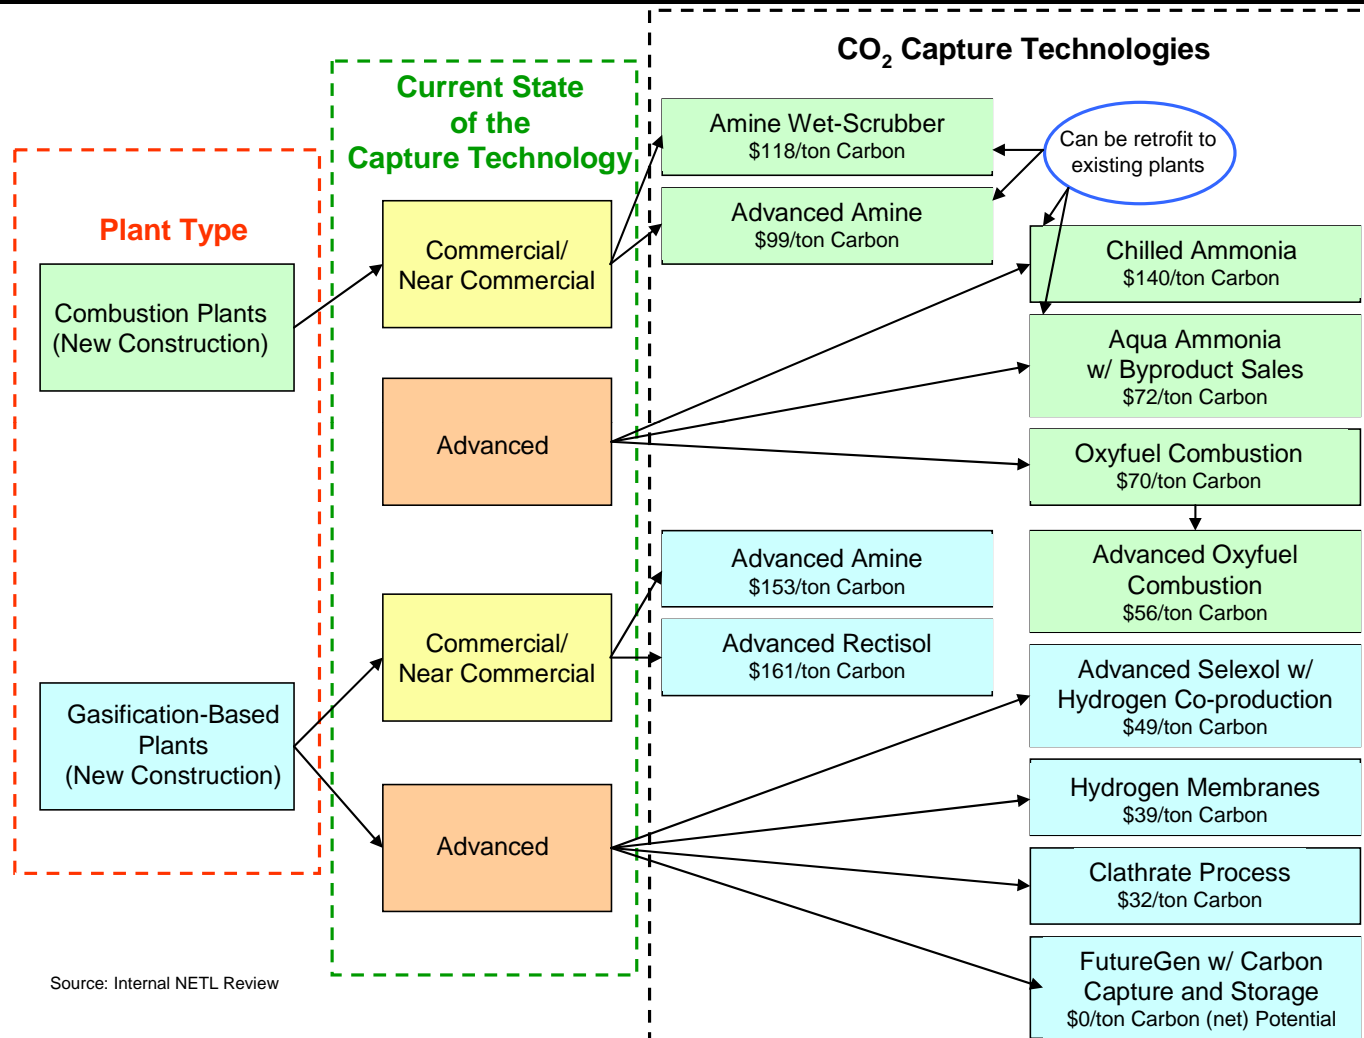 CO2 Capture Technologies
Current State
of the
Capture Technology
Plant Type
Combustion Plants
(New Construction)
Commercial/
Near Commercial
Advanced
Amine Wet-Scrubber
$118/ton Carbon
Advanced Amine
$99/ton Carbon
Can be retrofit to
existing plants
Chilled Ammonia
$140/ton Carbon
Aqua Ammonia
w/ Byproduct Sales
$72/ton Carbon
Oxyfuel Combustion
$70/ton Carbon
Advanced Oxyfuel
Combustion
$56/ton Carbon
Gasification-Based
Plants
(New Construction)
Commercial/
Near Commercial
Advanced
Advanced Amine
$153/ton Carbon
Advanced Rectisol
$161/ton Carbon
Advanced Selexol w/
Hydrogen Co-production
$49/ton Carbon
Hydrogen Membranes
$39/ton Carbon
Clathrate Process
$32/ton Carbon
FutureGen w/ Carbon
Capture and Storage
$0/ton Carbon (net) Potential
Source: Internal NETL Review